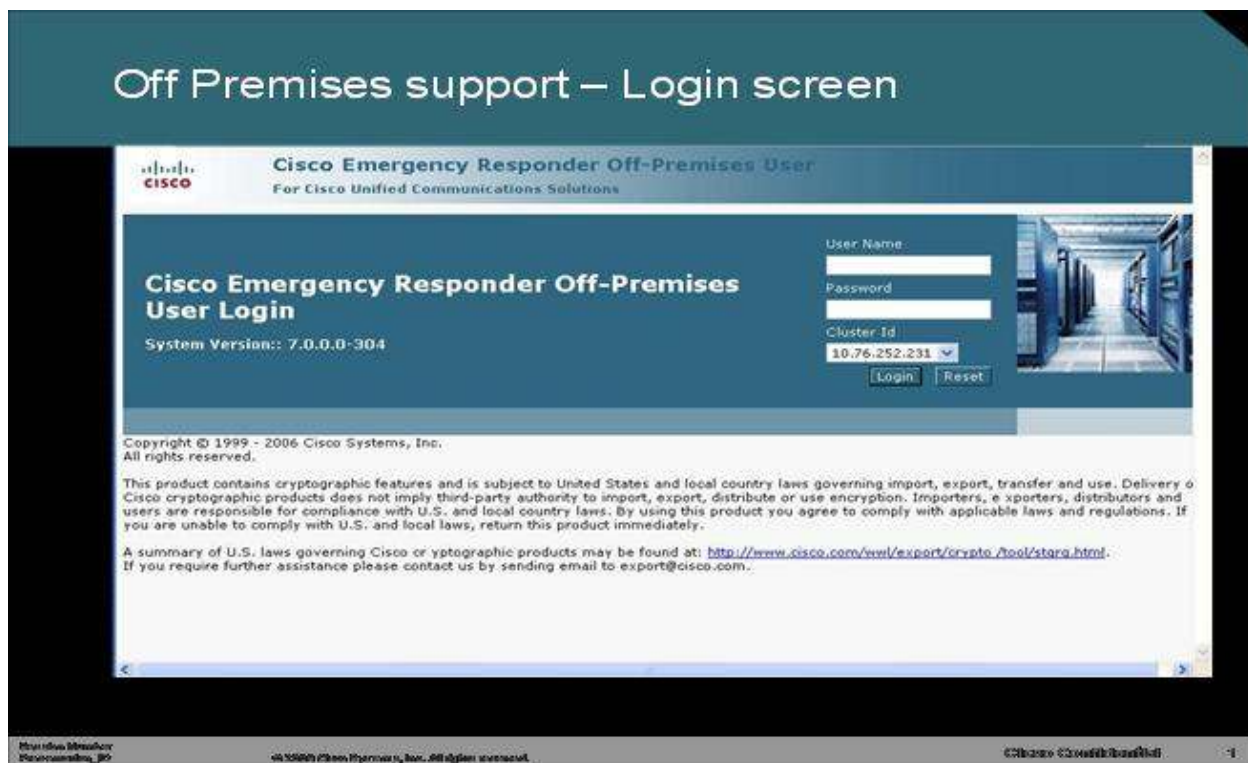 Off Premises support – Login screen
CISCO
Cisco Emergency Responder Off-Premises User
For Cisco Unified Communications Solutions
Cisco Emergency Responder Off-Premises
User Login
System Version:: 7.0.0.0-304
User Name
Password
Cluster Id
10.76.252.231
Login Reset
Copyright © 1999 - 2006 Cisco Systems, Inc.
All rights reserved.
This product contains cryptographic features and is subject to United States and local country laws governing import, export, transfer and use. Delivery o
Cisco cryptographic products does not imply third-party authority to import, export, distribute or use encryption. Importers, e xporters, distributors and
users are responsible for compliance with U.S. and local country laws. By using this product you agree to comply with applicable laws and regulations. If
you are unable to comply with U.S. and local laws, return this product immediately.
A summary of U.S. laws governing Cisco cr yptographic products may be found at: http://www.cisco.com/wwl/export/crypto /tool/stqrg.html.
If you require further assistance please contact us by sending email to export@cisco.com.
Cisco Confidential